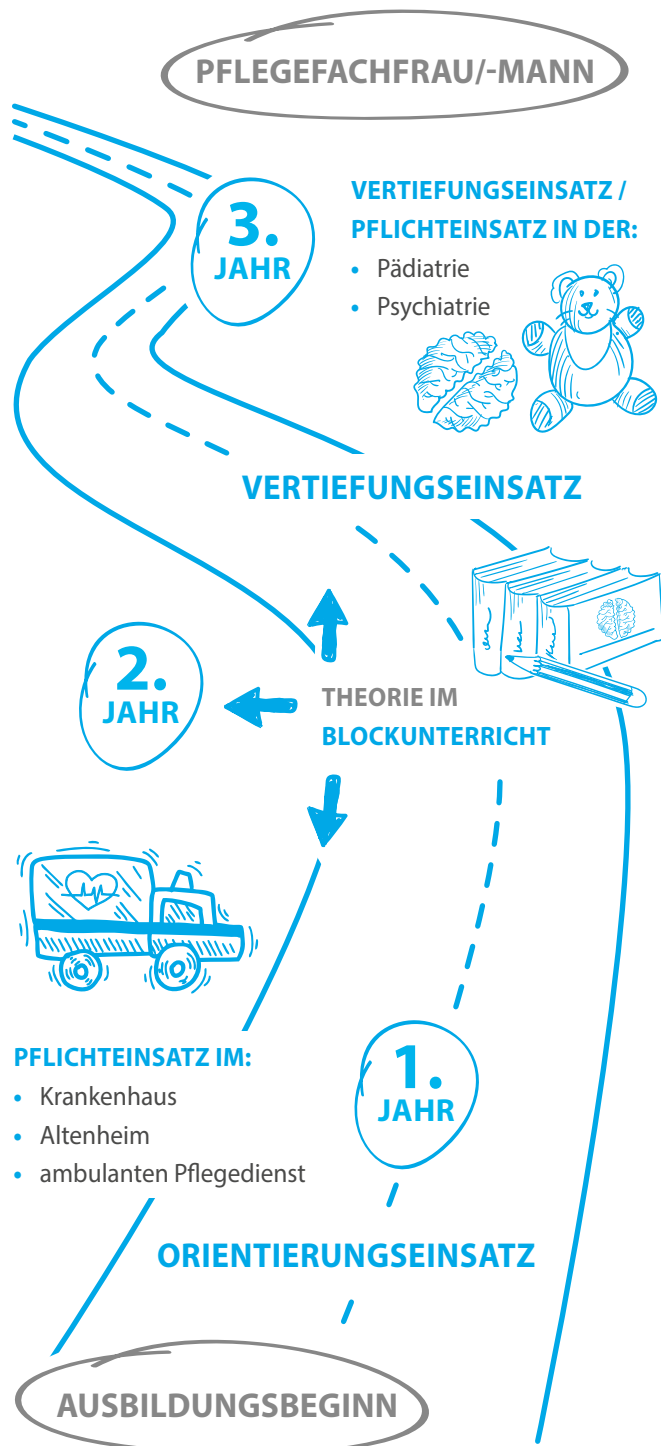 PFLEGEFACHFRAU/-MANN
3.
JAHR
VERTIEFUNGSEINSATZ /
PFLICHTEINSATZ IN DER:
• Pädiatrie
• Psychiatrie
VERTIEFUNGSEINSATZ
2.
JAHR
THEORIE IM
BLOCKUNTERRICHT
PFLICHTEINSATZ IM:
• Krankenhaus
• Altenheim
• ambulanten Pflegedienst
1.
JAHR
ORIENTIERUNGSEINSATZ
AUSBILDUNGSBEGINN